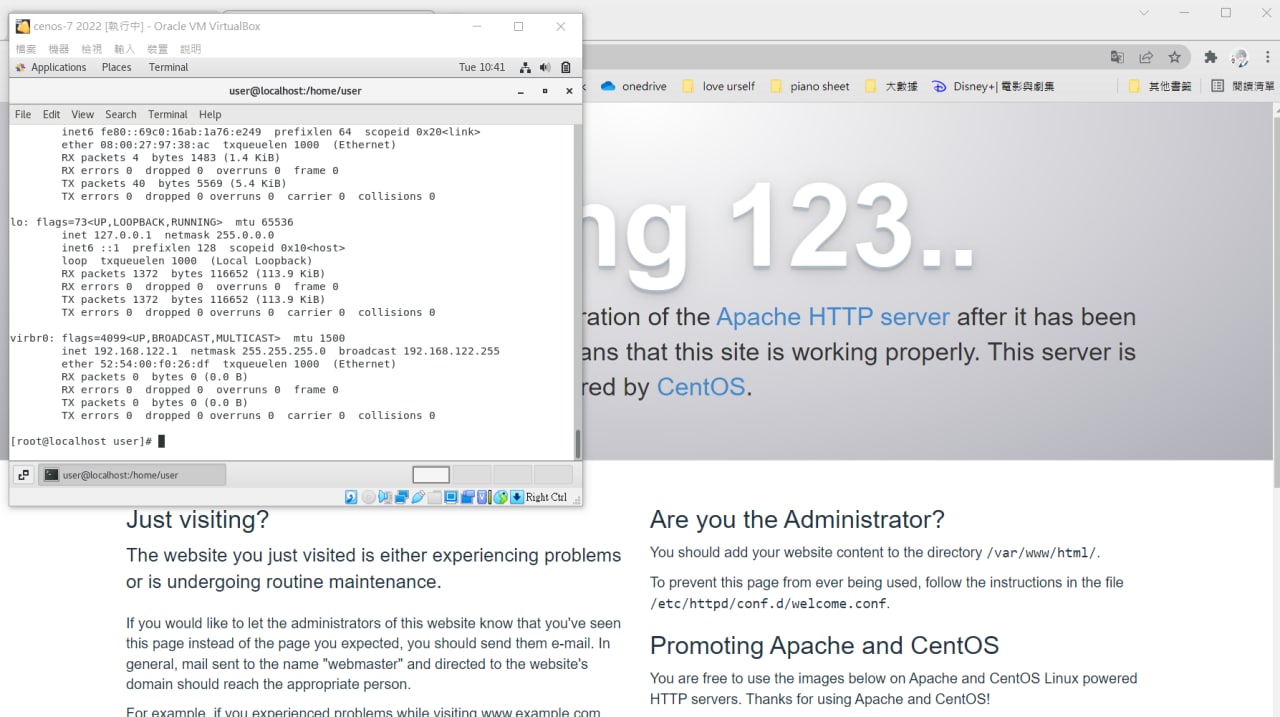 cenos-7 2022 [執行中] - Oracle VM VirtualBox
檔案 機器 檢視 輸入 裝置 說明
Applications Places Terminal Tue 10:41
user@localhost:/home/user
File Edit View Search Terminal Help
inet6 fe80::69c0:16ab:1a76:e249 prefixlen 64 scopeid 0x20<link>
ether 08:00:27:97:38:ac txqueuelen 1000 (Ethernet)
RX packets 4 bytes 1483 (1.4 KiB)
RX errors 0 dropped 0 overruns 0 frame 0
TX packets 40 bytes 5569 (5.4 KiB)
TX errors 0 dropped 0 overruns 0 carrier 0 collisions 0
lo: flags=73<UP,LOOPBACK,RUNNING> mtu 65536
inet 127.0.0.1 netmask 255.0.0.0
inet6 ::1 prefixlen 128 scopeid 0x10<host>
loop txqueuelen 1000 (Local Loopback)
RX packets 1372 bytes 116652 (113.9 KiB)
RX errors 0 dropped 0 overruns 0 frame 0
TX packets 1372 bytes 116652 (113.9 KiB)
TX errors 0 dropped 0 overruns 0 carrier 0 collisions 0
virbr0: flags=4099<UP,BROADCAST,MULTICAST> mtu 1500
inet 192.168.122.1 netmask 255.255.255.0 broadcast 192.168.122.255
ether 52:54:00:f0:26:df txqueuelen 1000 (Ethernet)
RX packets 0 bytes 0 (0.0 B)
RX errors 0 dropped 0 overruns 0 frame 0
TX packets 0 bytes 0 (0.0 B)
TX errors 0 dropped 0 overruns 0 carrier 0 collisions 0
[root@localhost user]#
user@localhost:/home/user
Right Ctrl
onedrive love urself piano sheet 大數據 Disney+| 電影與劇集 其他書籤 閱讀清單
ng 123..
ration of the Apache HTTP server after it has been
ans that this site is working properly. This server is
red by CentOS.
Just visiting?
The website you just visited is either experiencing problems
or is undergoing routine maintenance.
If you would like to let the administrators of this website know that you've seen
this page instead of the page you expected, you should send them e-mail. In
general, mail sent to the name "webmaster" and directed to the website's
domain should reach the appropriate person.
For example, if you experienced problems while visiting www.example.com,
Are you the Administrator?
You should add your website content to the directory /var/www/html/.
To prevent this page from ever being used, follow the instructions in the file
/etc/httpd/conf.d/welcome.conf.
Promoting Apache and CentOS
You are free to use the images below on Apache and CentOS Linux powered
HTTP servers. Thanks for using Apache and CentOS!